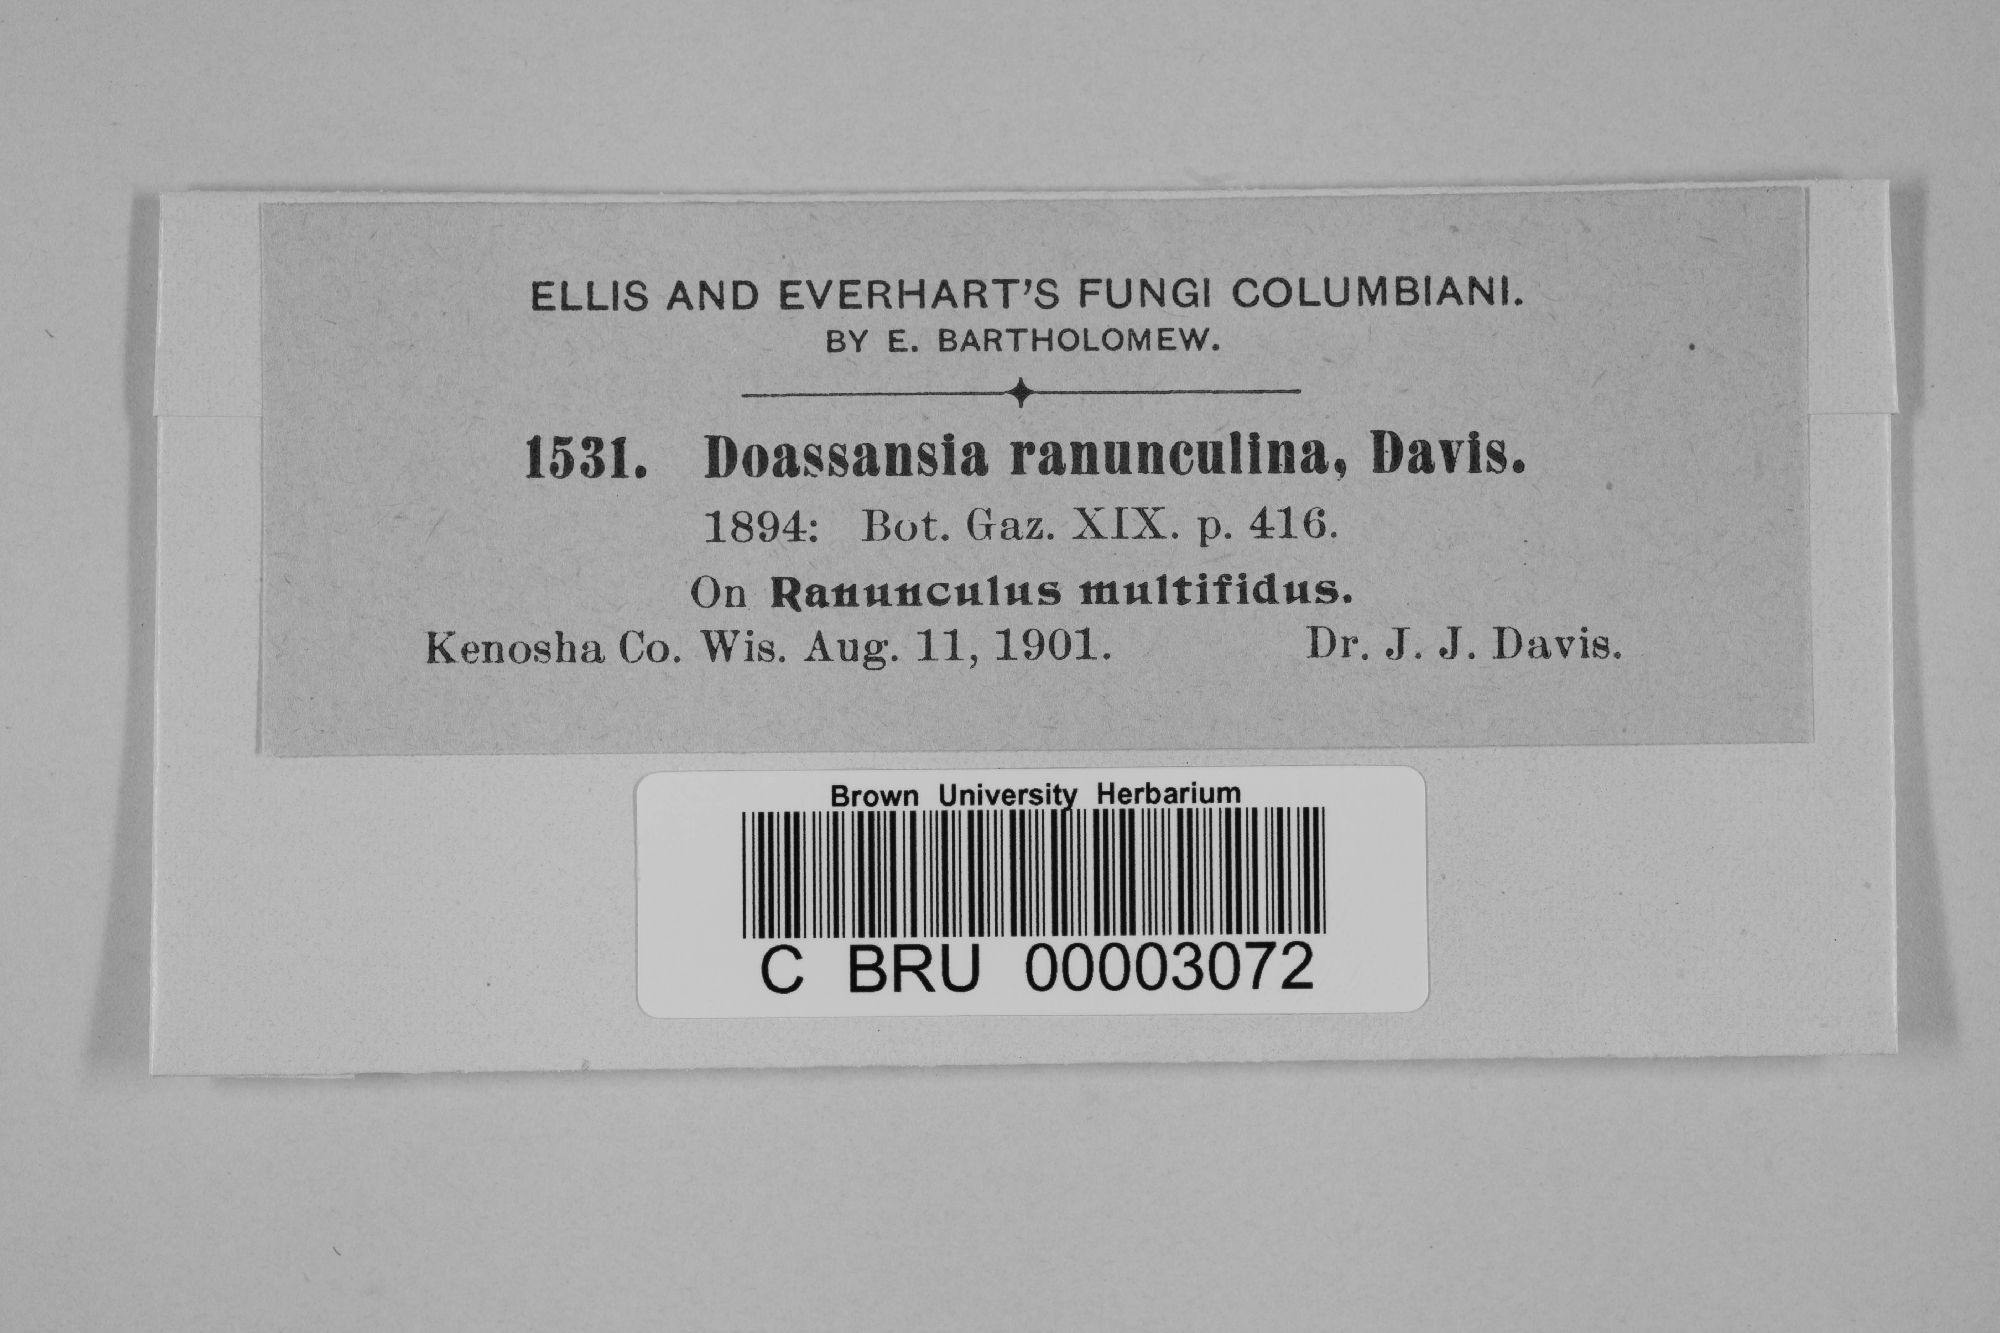 ELLIS AND EVERHART'S FUNGI COLUMBIANI.
BY E. BARTHOLOMEW.
1531. Doassansia ranunculina, Davis.
1894: Bot. Gaz. XIX. p. 416.
On Ranunculus multifidus.
Kenosha Co. Wis. Aug. 11, 1901. Dr. J. J. Davis.
Brown University Herbarium
C BRU 00003072